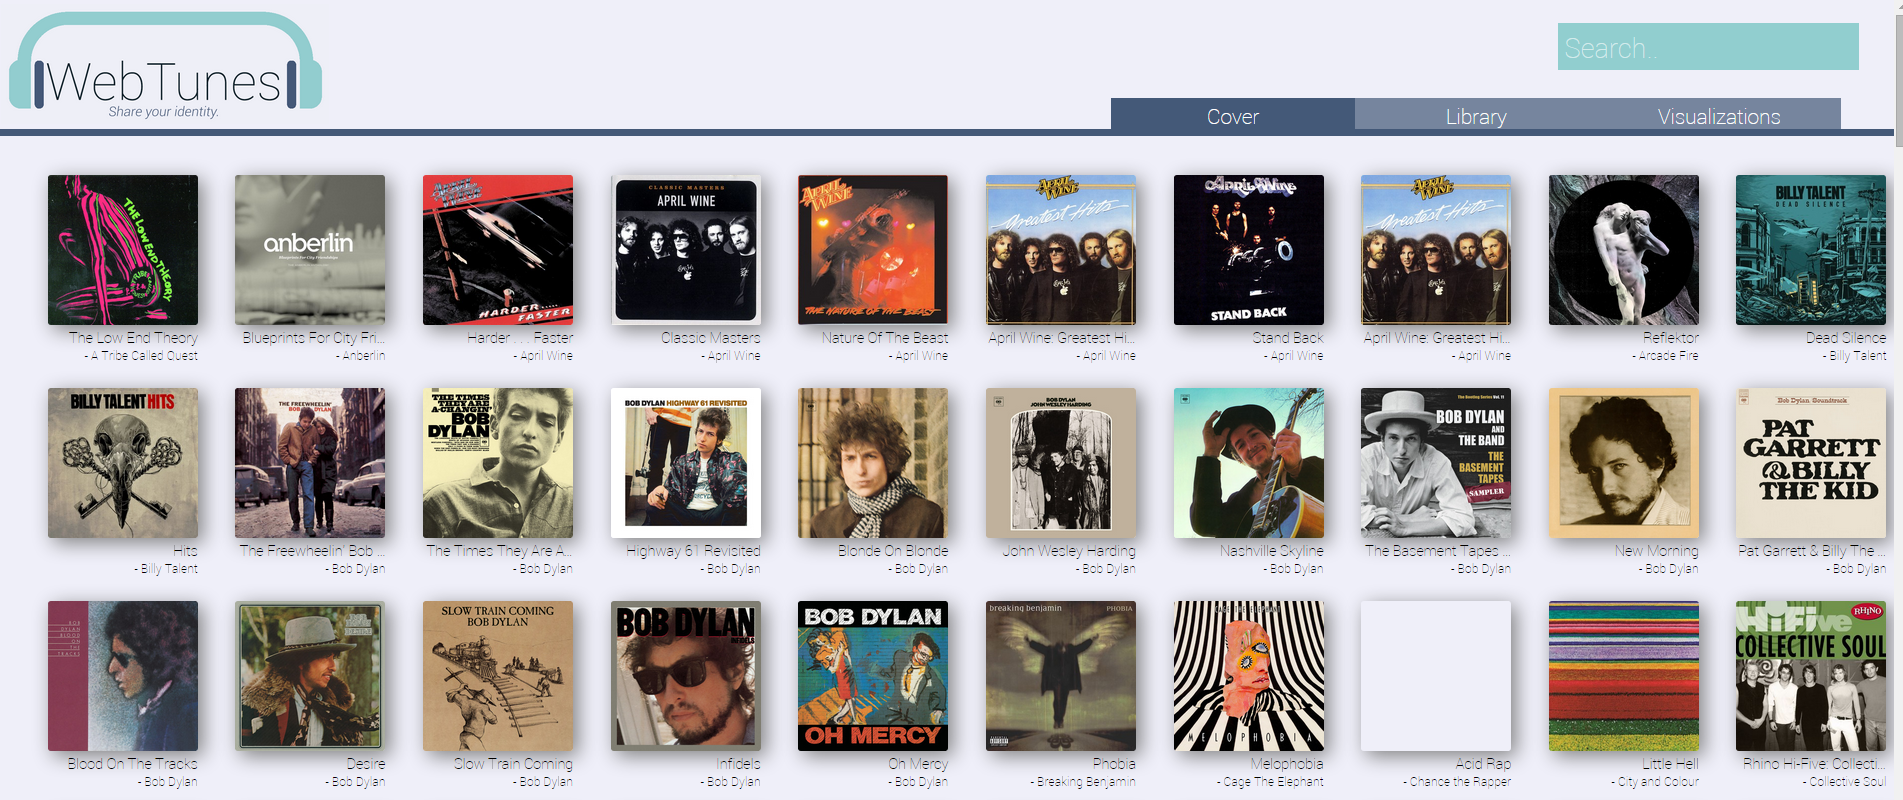 WebTunes
Share your identity.
Search..
Cover
Library
Visualizations
THE LOW END THEORY
anberlin
Blueprints For City Friendships
HARDER.....
FASTER
CLASSIC MASTERS
APRIL WINE
APRIL WINE
THE NATURE OF THE BEAST
APRIL WINE
Greatest Hits
April Wine
STAND BACK
APRIL WINE
Greatest Hits
BILLY TALENT
DEAD SILENCE
The Low End Theory
- A Tribe Called Quest
Blueprints For City Fri...
- Anberlin
Harder . . . Faster
- April Wine
Classic Masters
- April Wine
Nature Of The Beast
- April Wine
April Wine: Greatest Hi...
- April Wine
Stand Back
- April Wine
April Wine: Greatest Hi...
- April Wine
Reflektor
- Arcade Fire
Dead Silence
- Billy Talent
BILLY TALENT HITS
THE FREEWHEELIN'
BOB DYLAN
THE TIMES
THEY ARE
A-CHANGIN'
BOB
DYLAN
BOB DYLAN HIGHWAY 61 REVISITED
BOB DYLAN
JOHN WESLEY HARDING
The Bootleg Series Vol. 11
BOB DYLAN
AND
THE BAND
THE
BASEMENT
TAPES
SAMPLER
Bob Dylan Soundtrack
PAT
GARRETT
& BILLY
THE KID
Hits
- Billy Talent
The Freewheelin' Bob ...
- Bob Dylan
The Times They Are A...
- Bob Dylan
Highway 61 Revisited
- Bob Dylan
Blonde On Blonde
- Bob Dylan
John Wesley Harding
- Bob Dylan
Nashville Skyline
- Bob Dylan
The Basement Tapes ...
- Bob Dylan
New Morning
- Bob Dylan
Pat Garrett & Billy The ...
- Bob Dylan
BOB
DYLAN
BLOOD
ON
THE
TRACKS
SLOW TRAIN COMING
BOB DYLAN
BOB DYLAN
INFIDELS
BOB DYLAN
OH MERCY
breaking benjamin
PHOBIA
CAGE THE ELEPHANT
MELOPHOBIA
HiFive
RHINO
COLLECTIVE SOUL
Blood On The Tracks
- Bob Dylan
Desire
- Bob Dylan
Slow Train Coming
- Bob Dylan
Infidels
- Bob Dylan
Oh Mercy
- Bob Dylan
Phobia
- Breaking Benjamin
Melophobia
- Cage The Elephant
Acid Rap
- Chance the Rapper
Little Hell
- City and Colour
Rhino Hi-Five: Collecti...
- Collective Soul